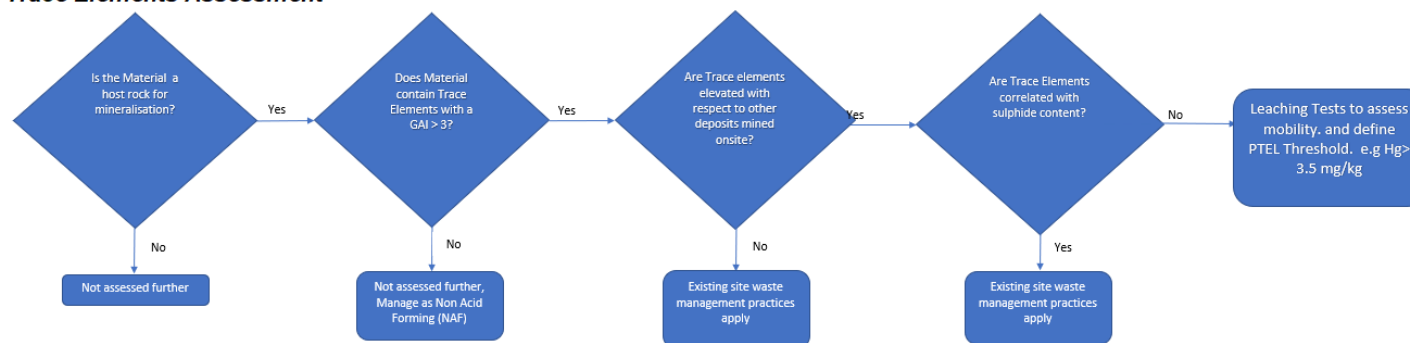 Trace Elements Assessment
Is the Material a
host rock for
mineralisation?
Yes
No
Not assessed further
Does Material
contain Trace
Elements with a
GAI > 3?
Yes
No
Not assessed further,
Manage as Non Acid
Forming (NAF)
Are Trace elements
elevated with
respect to other
deposits mined
onsite?
Yes
No
Existing site waste
management practices
apply
Are Trace Elements
correlated with
sulphide content?
No
Yes
Existing site waste
management practices
apply
Leaching Tests to assess
mobility. and define
PTEL Threshold. e.g Hg>
3.5 mg/kg